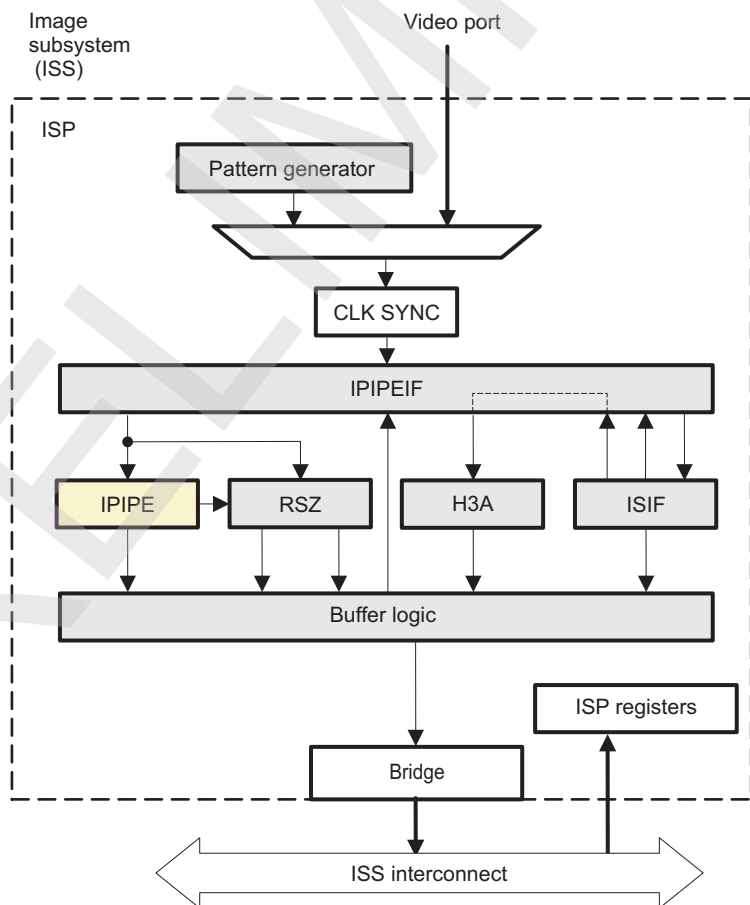 Image
subsystem
(ISS)
Video port
ISP
Pattern generator
CLK SYNC
IPIPEIF
IPIPE
RSZ
H3A
ISIF
Buffer logic
ISP registers
Bridge
ISS interconnect